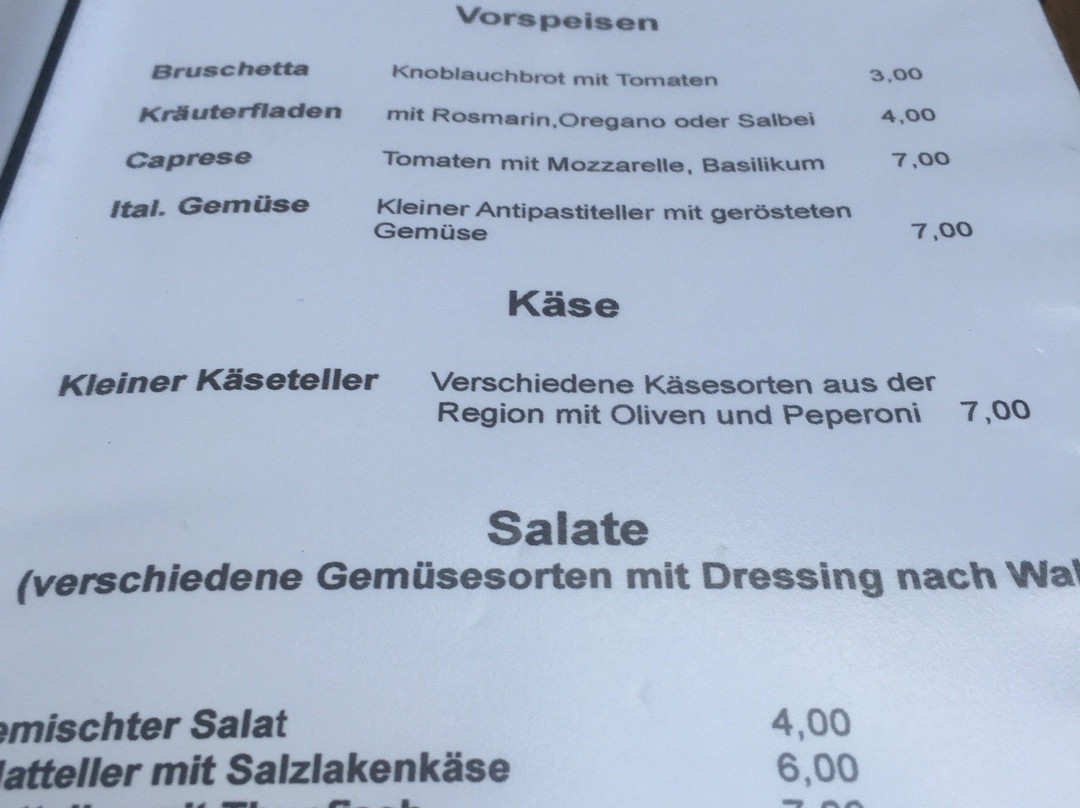 Vorspeisen
Bruschetta Knoblauchbrot mit Tomaten 3,00
Kräuterfladen mit Rosmarin,Oregano oder Salbei 4,00
Caprese Tomaten mit Mozzarelle, Basilikum 7,00
Ital. Gemüse Kleiner Antipastiteller mit gerösteten
Gemüse 7,00
Käse
Kleiner Käseteller Verschiedene Käsesorten aus der
Region mit Oliven und Peperoni 7,00
Salate
(verschiedene Gemüsesorten mit Dressing nach
emischter Salat 4,00
latteller mit Salzlakenkäse 6,00